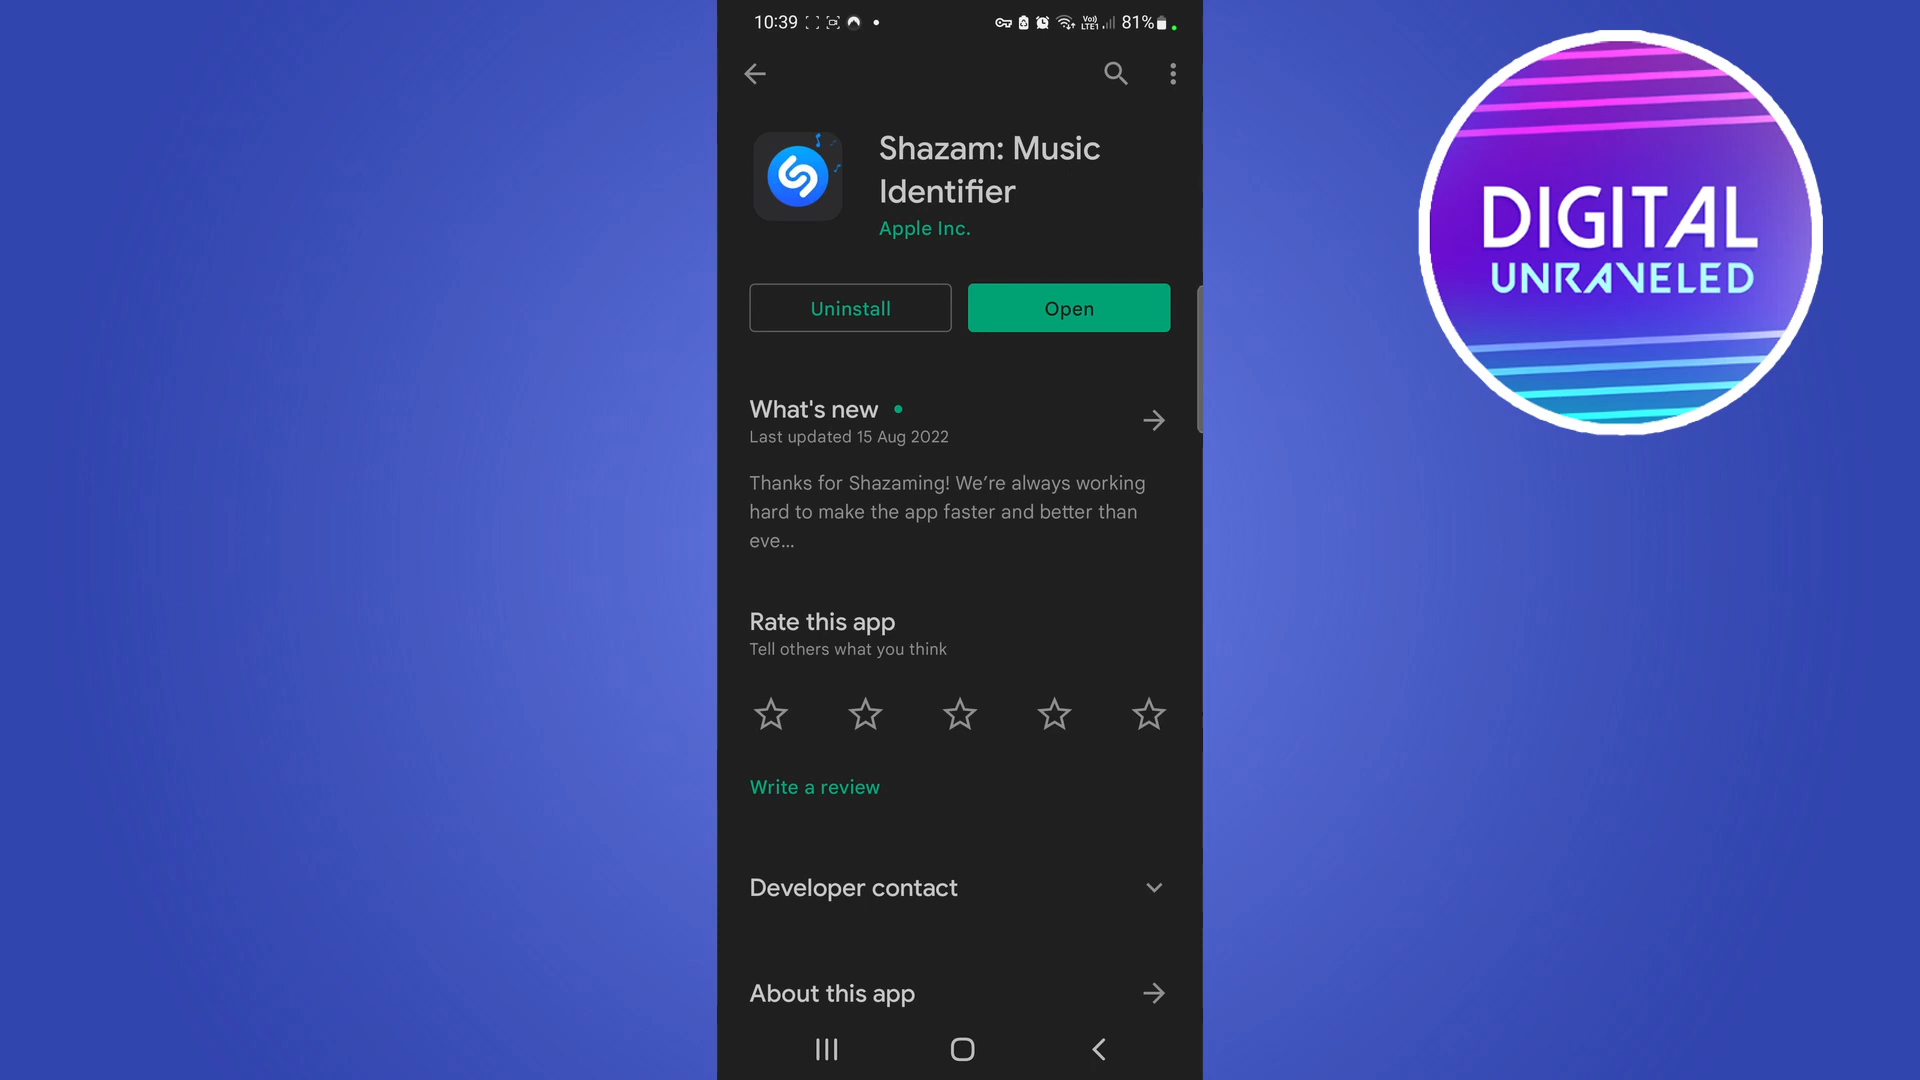 10:39
Vo)) LTE1 81%
Shazam: Music
Identifier
Apple Inc.
Uninstall
Open
What's new
Last updated 15 Aug 2022
Thanks for Shazaming! We’re always working
hard to make the app faster and better than
eve...
Rate this app
Tell others what you think
Write a review
Developer contact
About this app
DIGITAL
UNRAVELED